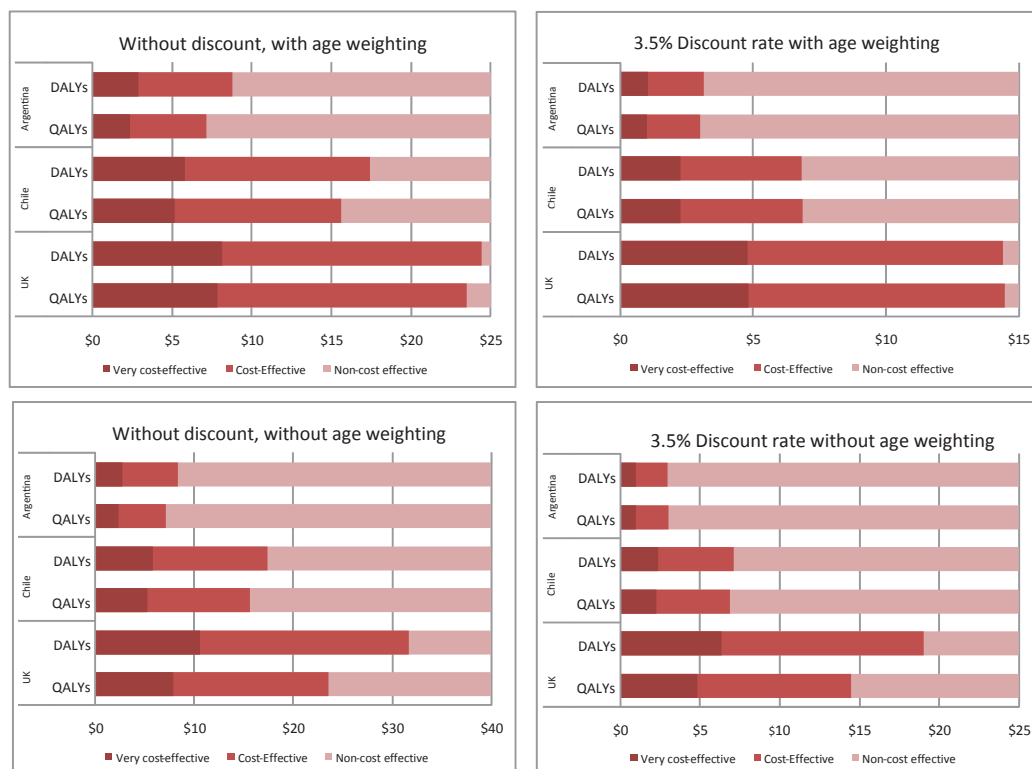 Without discount, with age weighting
Argentina
DALYs
QALYs
Chile
DALYs
QALYs
UK
DALYs
QALYs
$0 $5 $10 $15 $20 $25
Very cost-effective Cost-Effective Non-cost effective
3.5% Discount rate with age weighting
Argentina
DALYs
QALYs
Chile
DALYs
QALYs
UK
DALYs
QALYs
$0 $5 $10 $15
Very cost-effective Cost-Effective Non-cost effective
Without discount, without age weighting
Argentina
DALYs
QALYs
Chile
DALYs
QALYs
UK
DALYs
QALYs
$0 $10 $20 $30 $40
Very cost-effective Cost-Effective Non-cost effective
3.5% Discount rate without age weighting
Argentina
DALYs
QALYs
Chile
DALYs
QALYs
UK
DALYs
QALYs
$0 $5 $10 $15 $20 $25
Very cost-effective Cost-Effective Non-cost effective